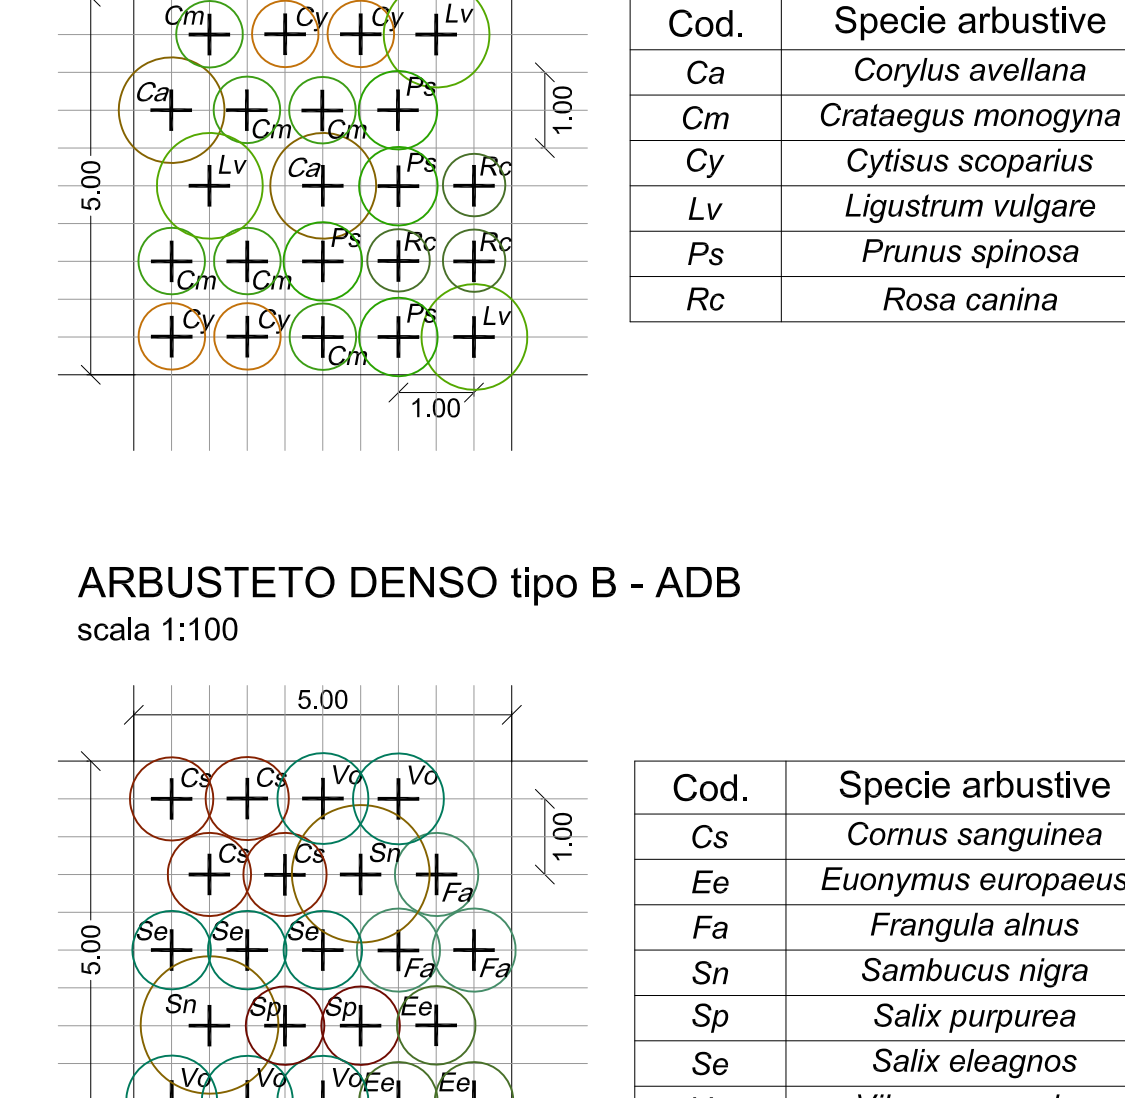 Cm Cy Cy Lv
Ca Cm Cm Ps
1.00
5.00
Lv Ca Ps Rc
Cm Cm Ps Rc Rc
Cy Cy Cm Ps Lv
1.00
Cod. Specie arbustive
Ca Corylus avellana
Cm Crataegus monogyna
Cy Cytisus scoparius
Lv Ligustrum vulgare
Ps Prunus spinosa
Rc Rosa canina
ARBUSTETO DENSO tipo B - ADB
scala 1:100
5.00
Cs Cs Vo Vo
1.00
Cs Cs Sn Fa
5.00
Se Se Se Fa Fa
Sn Sp Sp Ee
Vo Vo Vo Ee Ee
Cod. Specie arbustive
Cs Cornus sanguinea
Ee Euonymus europaeus
Fa Frangula alnus
Sn Sambucus nigra
Sp Salix purpurea
Se Salix eleagnos